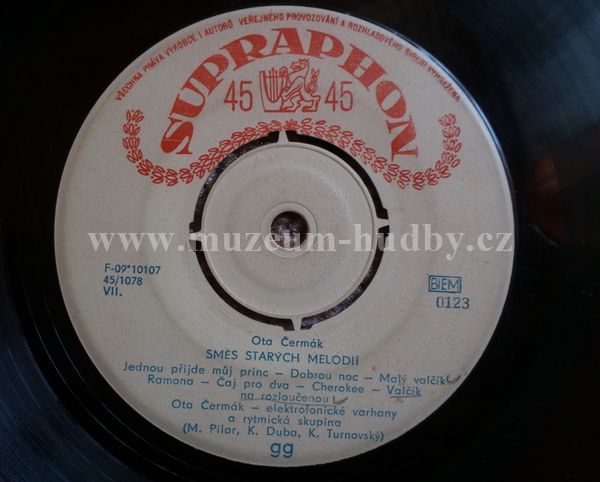 VŠECHNA PRÁVA VÝROBCE I AUTORŮ VEŘEJNÉHO PROVOZOVÁNÍ A ROZHLASOVÉHO ŠÍŘENÍ VYHRAZENA
SUPRAPHON
45 45
www.muzeum-hudby.cz
F-09*10107
45/1078
VII.
BIEM
0123
Ota Čermák
SMĚS STARÝCH MELODIÍ
Jednou přijde můj princ — Dobrou noc — Malý valčík
Ramona — Čaj pro dva — Cherokee — Valčík
na rozloučenou
Ota Čermák — elektrofonické varhany
a rytmická skupina
(M. Pilar, K. Duba, K. Turnovský)
gg